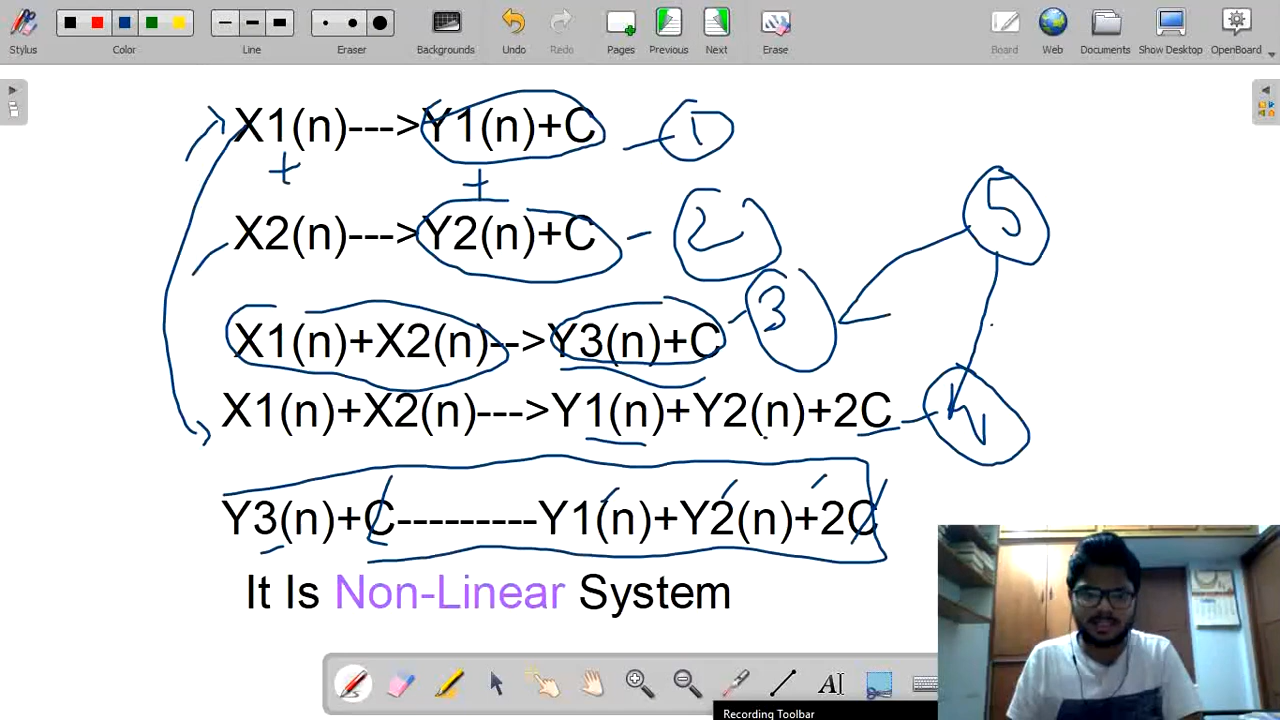 Stylus Color Line Eraser Backgrounds Undo Redo Pages Previous Next Erase Board Web Documents Show Desktop OpenBoard
X1(n)--->Y1(n)+C 1
+ +
X2(n)--->Y2(n)+C 2
5
X1(n)+X2(n)-->Y3(n)+C 3
X1(n)+X2(n)--->Y1(n)+Y2(n)+2C 4
Y3(n)+C---------Y1(n)+Y2(n)+2C
It Is Non-Linear System
Recording Toolbar